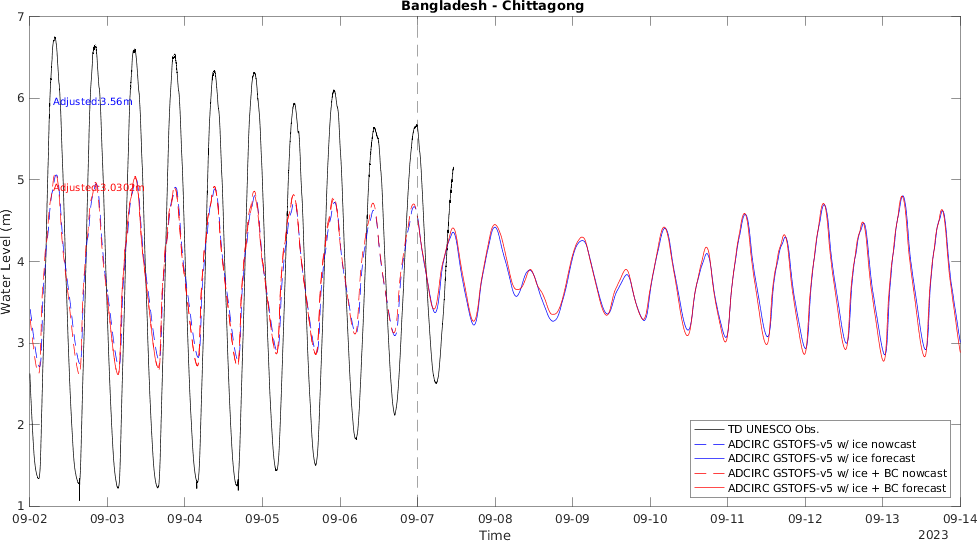 Bangladesh - Chittagong
7
6
5
4
3
2
1
Water Level (m)
Adjusted:3.56m
Adjusted:3.0302m
TD UNESCO Obs.
ADCIRC GSTOFS-v5 w/ ice nowcast
ADCIRC GSTOFS-v5 w/ ice forecast
ADCIRC GSTOFS-v5 w/ ice + BC nowcast
ADCIRC GSTOFS-v5 w/ ice + BC forecast
09-02 09-03 09-04 09-05 09-06 09-07 09-08 09-09 09-10 09-11 09-12 09-13 09-14
Time
2023